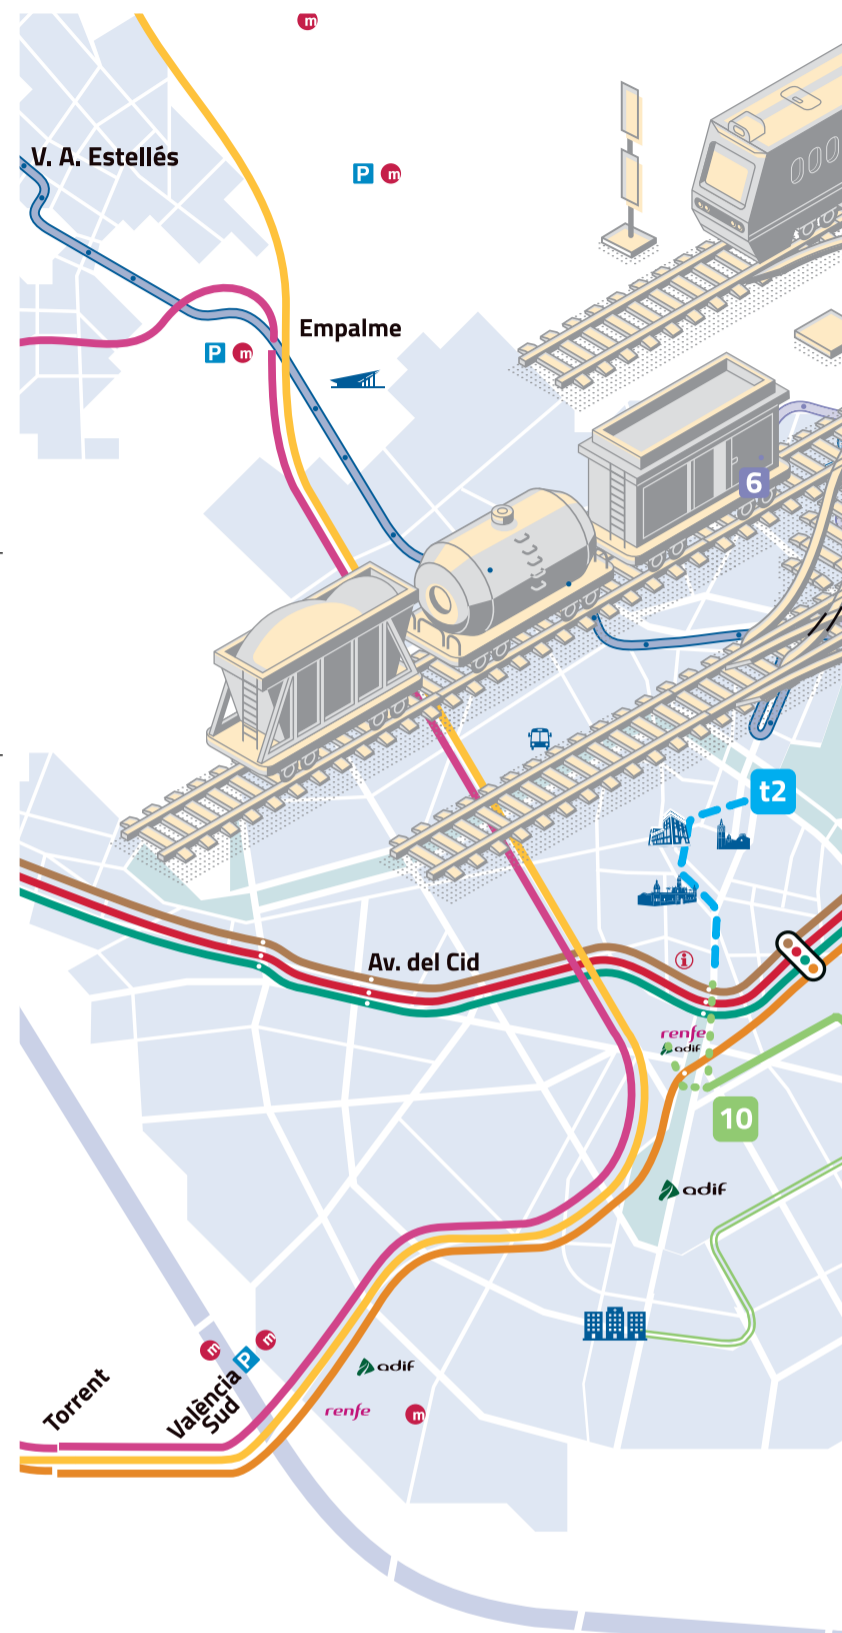 m
V. A. Estellés
P m
Empalme
P m
6
t2
Av. del Cid
i
renfe
adif
10
adif
m
P
m
València
Sud
Torrent
adif
renfe
m